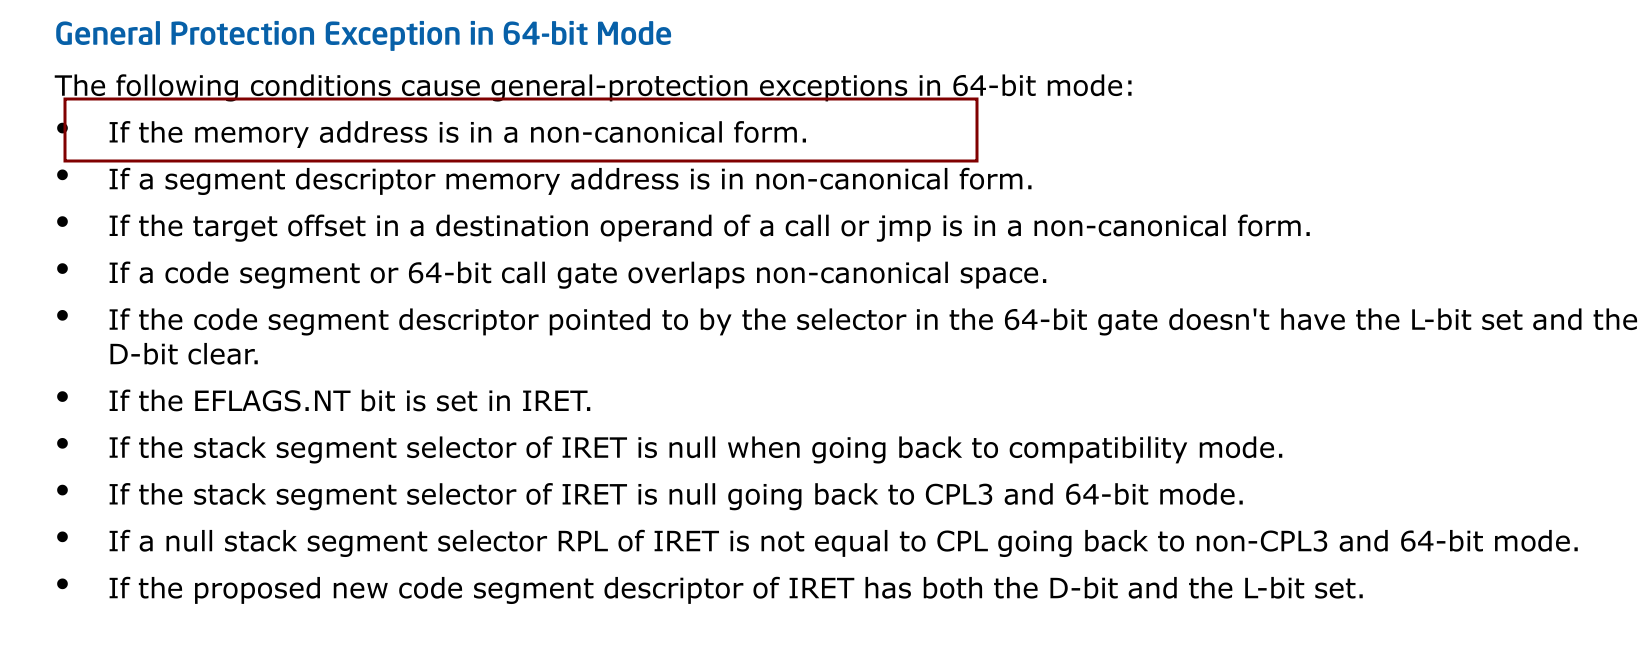 General Protection Exception in 64-bit Mode
The following conditions cause general-protection exceptions in 64-bit mode:
• If the memory address is in a non-canonical form.
• If a segment descriptor memory address is in non-canonical form.
• If the target offset in a destination operand of a call or jmp is in a non-canonical form.
• If a code segment or 64-bit call gate overlaps non-canonical space.
• If the code segment descriptor pointed to by the selector in the 64-bit gate doesn't have the L-bit set and the
D-bit clear.
• If the EFLAGS.NT bit is set in IRET.
• If the stack segment selector of IRET is null when going back to compatibility mode.
• If the stack segment selector of IRET is null going back to CPL3 and 64-bit mode.
• If a null stack segment selector RPL of IRET is not equal to CPL going back to non-CPL3 and 64-bit mode.
• If the proposed new code segment descriptor of IRET has both the D-bit and the L-bit set.